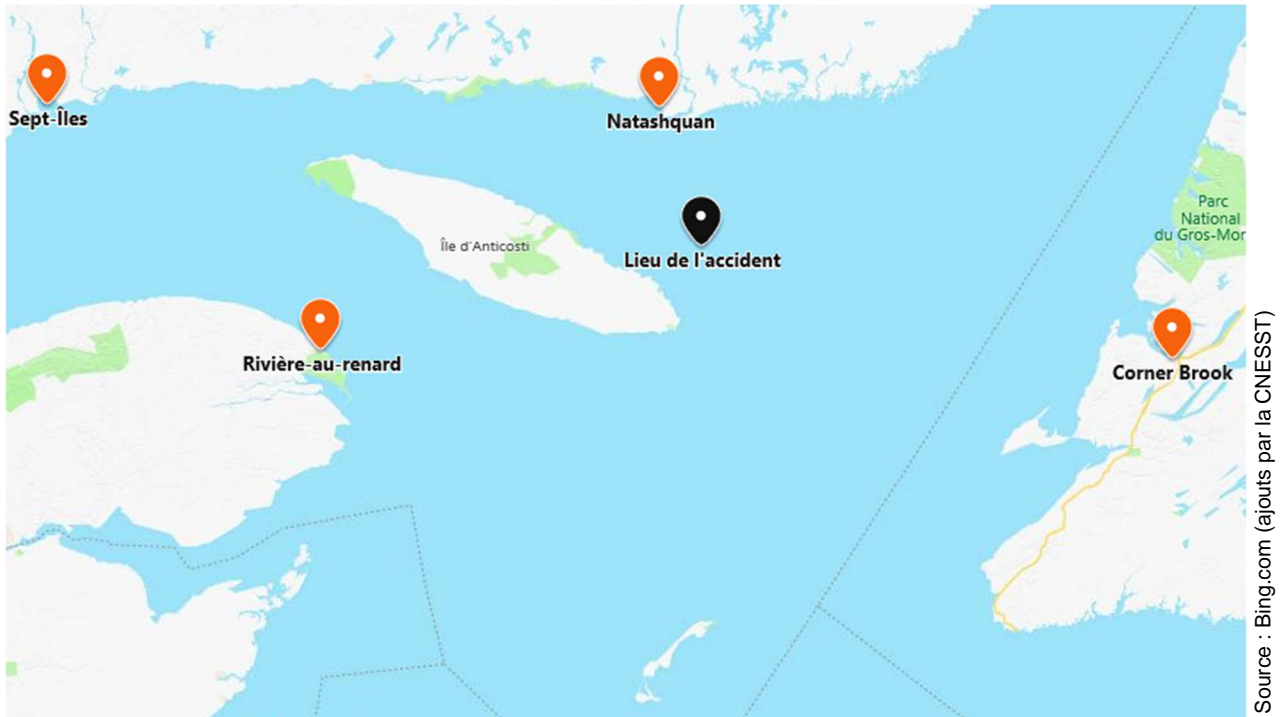 Sept-Îles
Natashquan
Parc
National
du Gros-Mor
Île d'Anticosti
Lieu de l'accident
Rivière-au-renard
Corner Brook
Source : Bing.com (ajouts par la CNESSST)